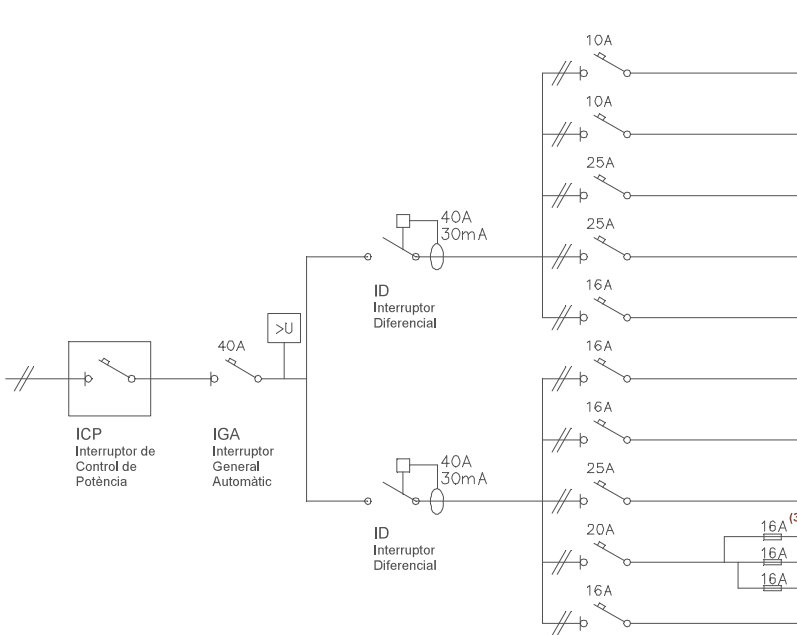 10A
10A
25A
25A
16A
40A
30mA
ID
Interruptor
Diferencial
>U
40A
ICP
Interruptor de
Control de
Potència
IGA
Interruptor
General
Automàtic
40A
30mA
ID
Interruptor
Diferencial
16A
16A
25A
20A
16A
16A
16A
16A